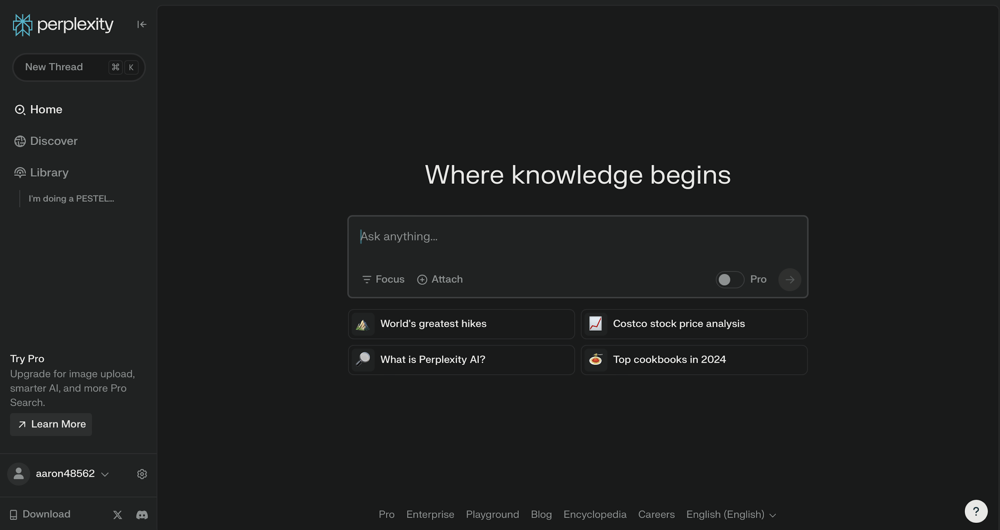 perplexity
New Thread ⌘ K
Home
Discover
Library
I'm doing a PESTEL...
Try Pro
Upgrade for image upload,
smarter AI, and more Pro
Search.
Learn More
aaron48562
Download
Where knowledge begins
Ask anything...
Focus Attach Pro
World's greatest hikes
Costco stock price analysis
What is Perplexity AI?
Top cookbooks in 2024
Pro Enterprise Playground Blog Encyclopedia Careers English (English)
?